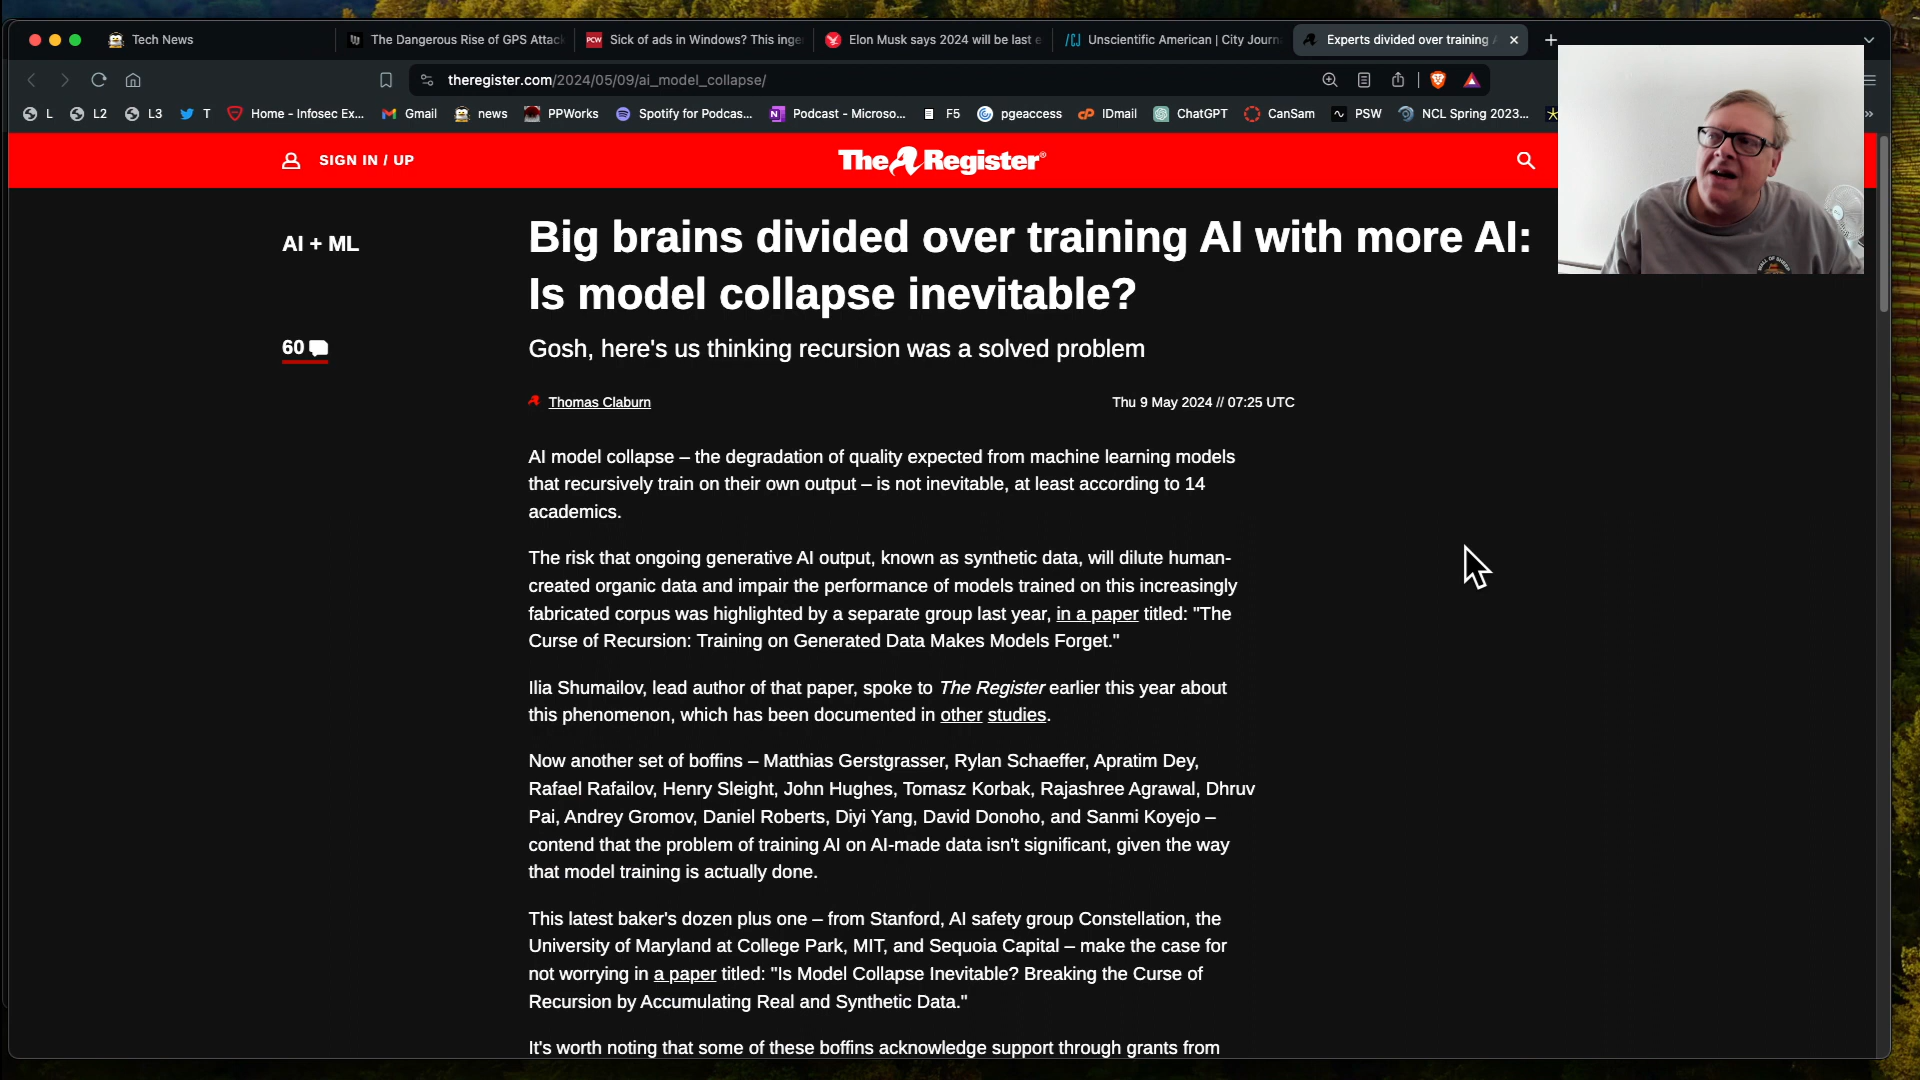 Tech News
The Dangerous Rise of GPS Attack
Sick of ads in Windows? This inge
Elon Musk says 2024 will be last e
Unscientific American | City Journ
Experts divided over training
theregister.com/2024/05/09/ai_model_collapse/
L
L2
L3
T
Home - Infosec Ex...
Gmail
news
PPWorks
Spotify for Podcas...
Podcast - Microso...
F5
pgeaccess
IDmail
ChatGPT
CanSam
PSW
NCL Spring 2023...
SIGN IN / UP
The Register
AI + ML
Big brains divided over training AI with more AI:
Is model collapse inevitable?
60
Gosh, here's us thinking recursion was a solved problem
Thomas Claburn
Thu 9 May 2024 // 07:25 UTC
AI model collapse – the degradation of quality expected from machine learning models
that recursively train on their own output – is not inevitable, at least according to 14
academics.
The risk that ongoing generative AI output, known as synthetic data, will dilute human-
created organic data and impair the performance of models trained on this increasingly
fabricated corpus was highlighted by a separate group last year, in a paper titled: "The
Curse of Recursion: Training on Generated Data Makes Models Forget."
Ilia Shumailov, lead author of that paper, spoke to The Register earlier this year about
this phenomenon, which has been documented in other studies.
Now another set of boffins – Matthias Gerstgrasser, Rylan Schaeffer, Apratim Dey,
Rafael Rafailov, Henry Sleight, John Hughes, Tomasz Korbak, Rajashree Agrawal, Dhruv
Pai, Andrey Gromov, Daniel Roberts, Diyi Yang, David Donoho, and Sanmi Koyejo –
contend that the problem of training AI on AI-made data isn't significant, given the way
that model training is actually done.
This latest baker's dozen plus one – from Stanford, AI safety group Constellation, the
University of Maryland at College Park, MIT, and Sequoia Capital – make the case for
not worrying in a paper titled: "Is Model Collapse Inevitable? Breaking the Curse of
Recursion by Accumulating Real and Synthetic Data."
It's worth noting that some of these boffins acknowledge support through grants from